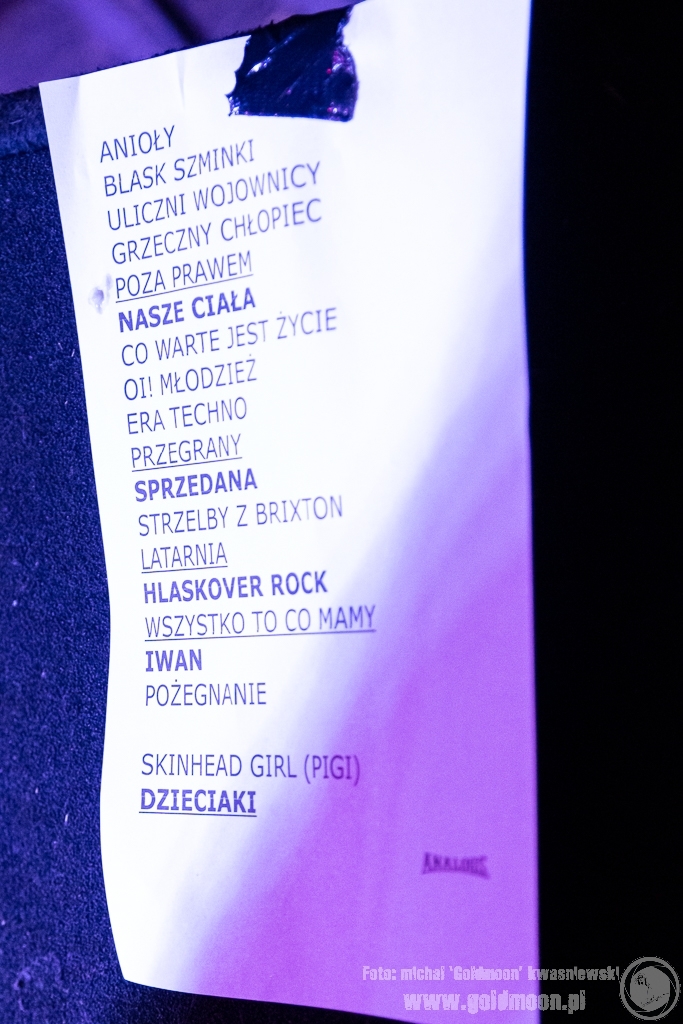 ANIOŁY
BLASK SZMINKI
ULICZNI WOJOWNICY
GRZECZNY CHŁOPIEC
POZA PRAWEM
NASZE CIAŁA
CO WARTE JEST ŻYCIE
OI! MŁODZIEŻ
ERA TECHNO
PRZEGRANY
SPRZEDANA
STRZELBY Z BRIXTON
LATARNIA
HLASKOVER ROCK
WSZYSTKO TO CO MAMY
IWAN
POŻEGNANIE
SKINHEAD GIRL (PIGI)
DZIECIAKI
ANALOGS
Foto: michal 'Goldmoon' kwasniewski
www.goldmoon.pl